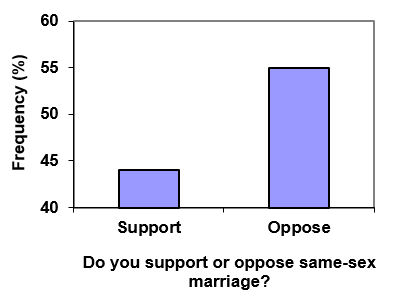 60
55
50
45
40
Frequency (%)
Support Oppose
Do you support or oppose same-sex
marriage?